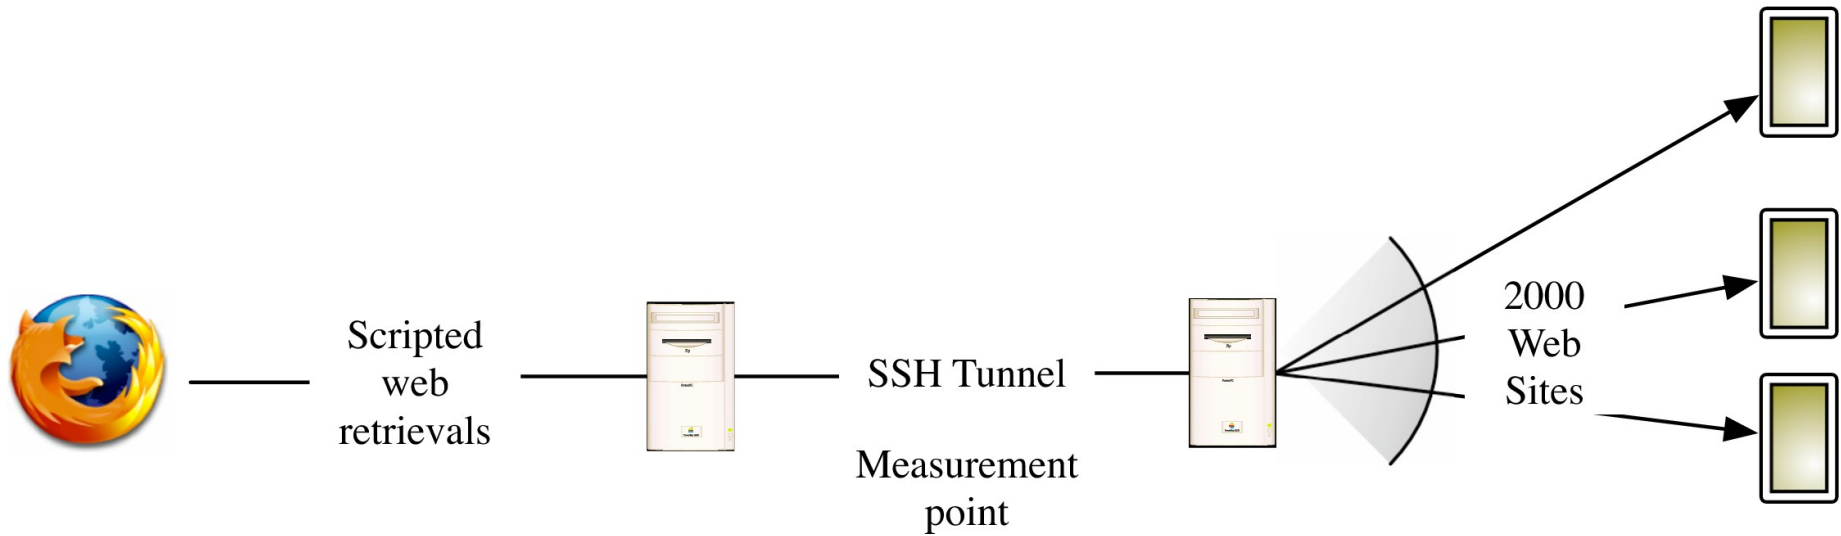 Scripted
web
retrievals
SSH Tunnel
Measurement
point
2000
Web
Sites